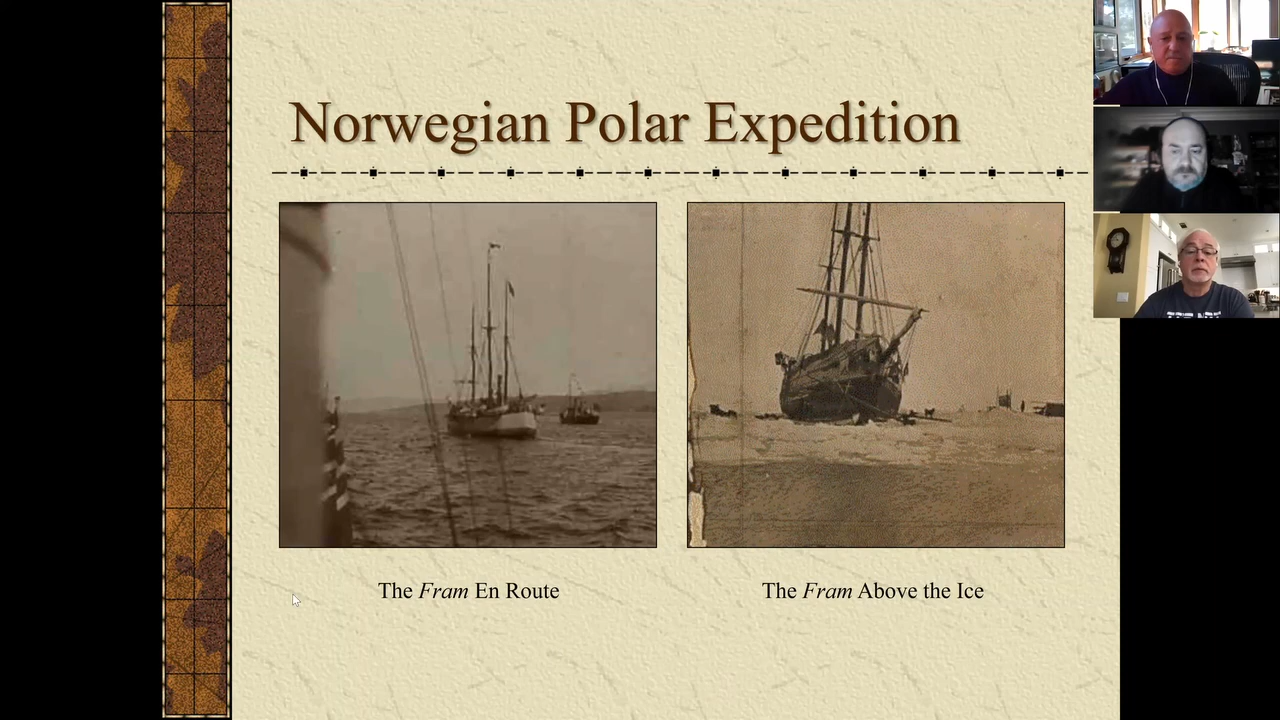 Norwegian Polar Expedition
The Fram En Route
The Fram Above the Ice